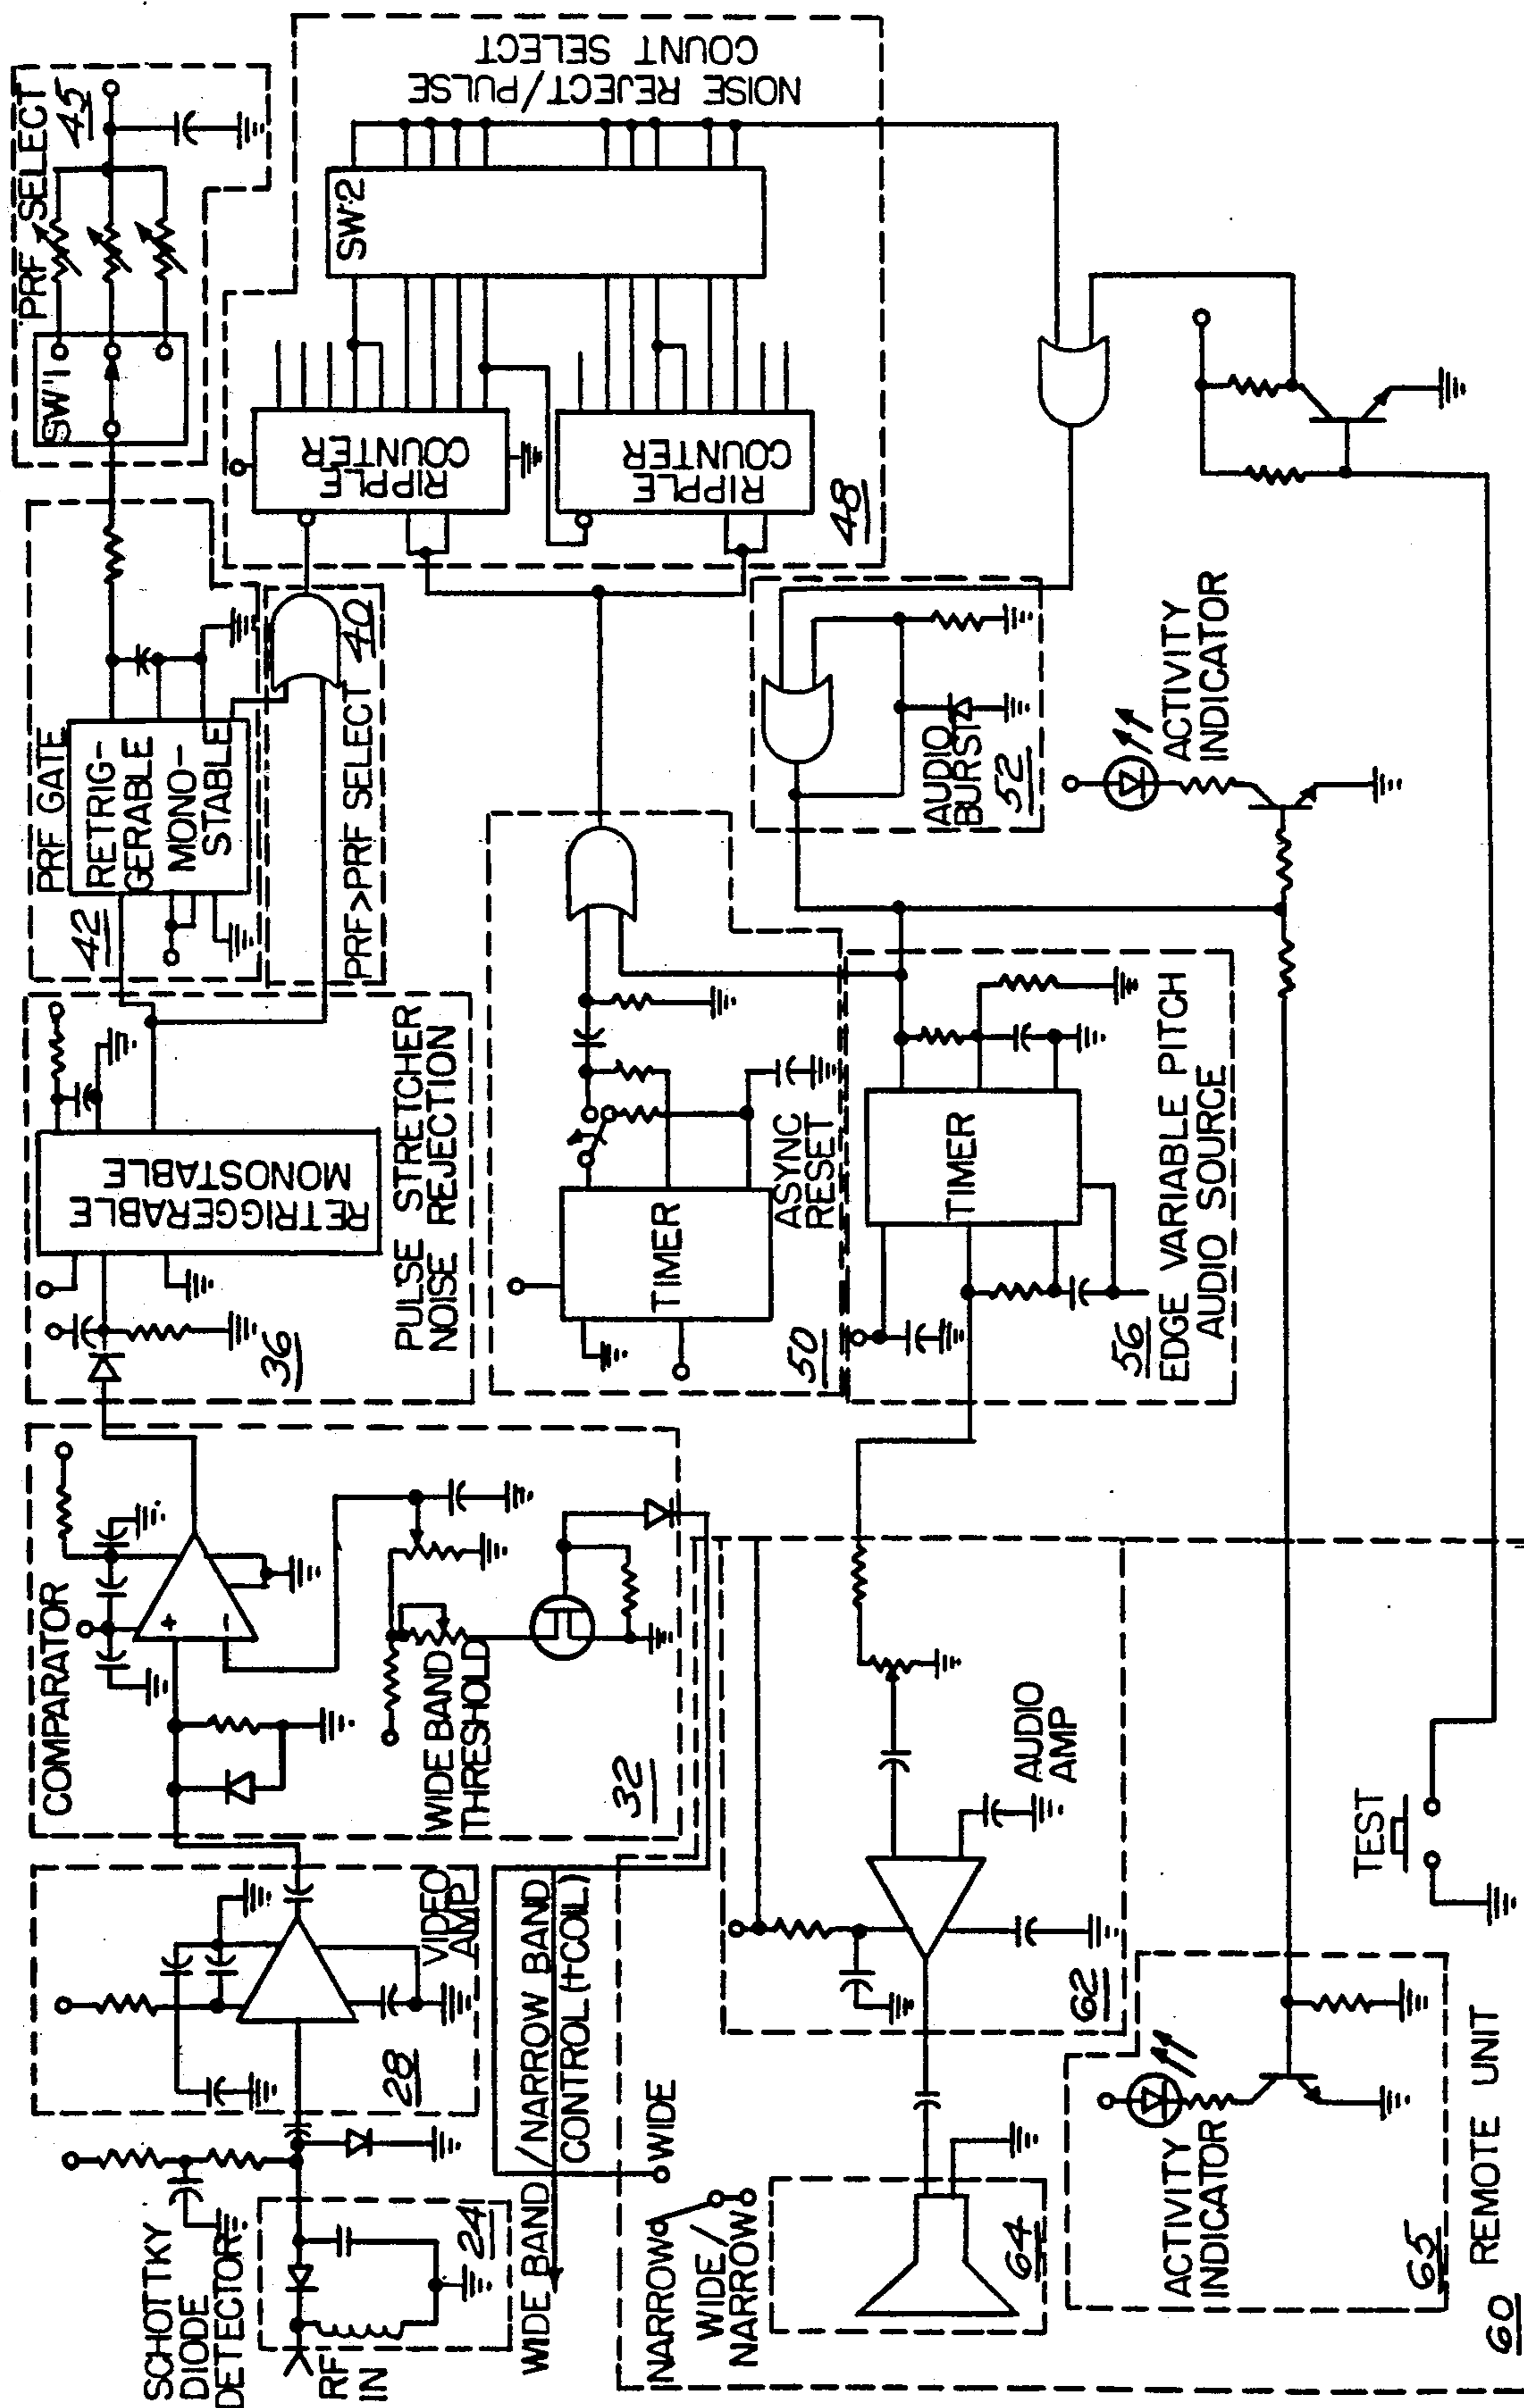 SCHOTTKY
DIODE
DETECTOR
RF
IN
24
VIDEO
AMP
28
COMPARATOR
+
-
WIDE BAND
THRESHOLD
32
RETRIGGERABLE
MONOSTABLE
36
PULSE STRETCHER
NOISE REJECTION
PRF GATE
RETRIG-
GERABLE
MONO-
STABLE
42
40
PRF>PRF SELECT
SW1
PRF SELECT
45
RIPPLE
COUNTER
RIPPLE
COUNTER
48
SW2
NOISE REJECT/PULSE
COUNT SELECT
TIMER
50
ASYNC
RESET
AUDIO
BURST
52
TIMER
56
EDGE VARIABLE PITCH
AUDIO SOURCE
ACTIVITY
INDICATOR
WIDE BAND/NARROW BAND
CONTROL (+COIL)
WIDE
NARROW
WIDE/
NARROW
AUDIO
AMP
62
64
ACTIVITY
INDICATOR
65
TEST
60 REMOTE UNIT